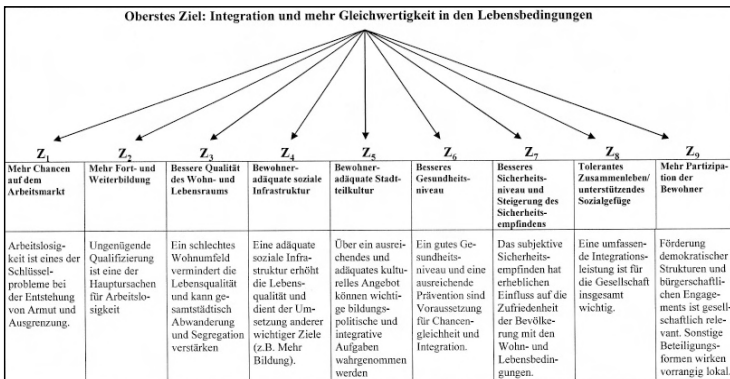 Oberstes Ziel: Integration und mehr Gleichwertigkeit in den Lebensbedingungen
Z1
Mehr Chancen
auf dem
Arbeitsmarkt
Arbeitslosig-
keit ist eines der
Schlüssel-
probleme bei
der Entstehung
von Armut und
Ausgrenzung.
Z2
Mehr Fort- und
Weiterbildung
Ungenügende
Qualifizierung
ist eine der
Hauptursachen
für Arbeitslo-
sigkeit
Z3
Bessere Qualität
des Wohn- und
Lebensraums
Ein schlechtes
Wohnumfeld
vermindert die
Lebensqualität
und kann ge-
samtstädtisch
Abwanderung
und Segregation
verstärken
Z4
Bewohner-
adäquate soziale
Infrastruktur
Eine adäquate
soziale Infra-
struktur erhöht
die Lebens-
qualität und
dient der Um-
setzung anderer
wichtiger Ziele
(z.B. Mehr
Bildung).
Z5
Bewohner-
adäquate Stadt-
teilkultur
Über ein ausrei-
chendes und
adäquates kultu-
relles Angebot
können wichti-
ge bildungs-
politische und
integrative
Aufgaben
wahrgenommen
werden
Z6
Besseres
Gesundheits-
niveau
Ein gutes Ge-
sundheits-
niveau und eine
ausreichende
Prävention sind
Voraussetzung
für Chancen-
gleichheit und
Integration.
Z7
Besseres
Sicherheits-
niveau und
Steigerung des
Sicherheits-
empfindens
Das subjektive
Sicherheits-
empfinden hat
erheblichen
Einfluss auf die
Zufriedenheit
der Bevölke-
rung mit den
Wohn- und
Lebensbedin-
gungen.
Z8
Tolerantes
Zusammenleben/
unterstützendes
Sozialgefüge
Eine umfassen-
de Integrations-
leistung ist für
die Gesellschaft
insgesamt
wichtig.
Z9
Mehr Partizipa-
tion der
Bewohner
Förderung
demokratischer
Strukturen und
bürgerschaftli-
chen Engage-
ments ist gesell-
schaftlich rele-
vant. Sonstige
Beteiligungs-
formen wirken
vorrangig lokal.